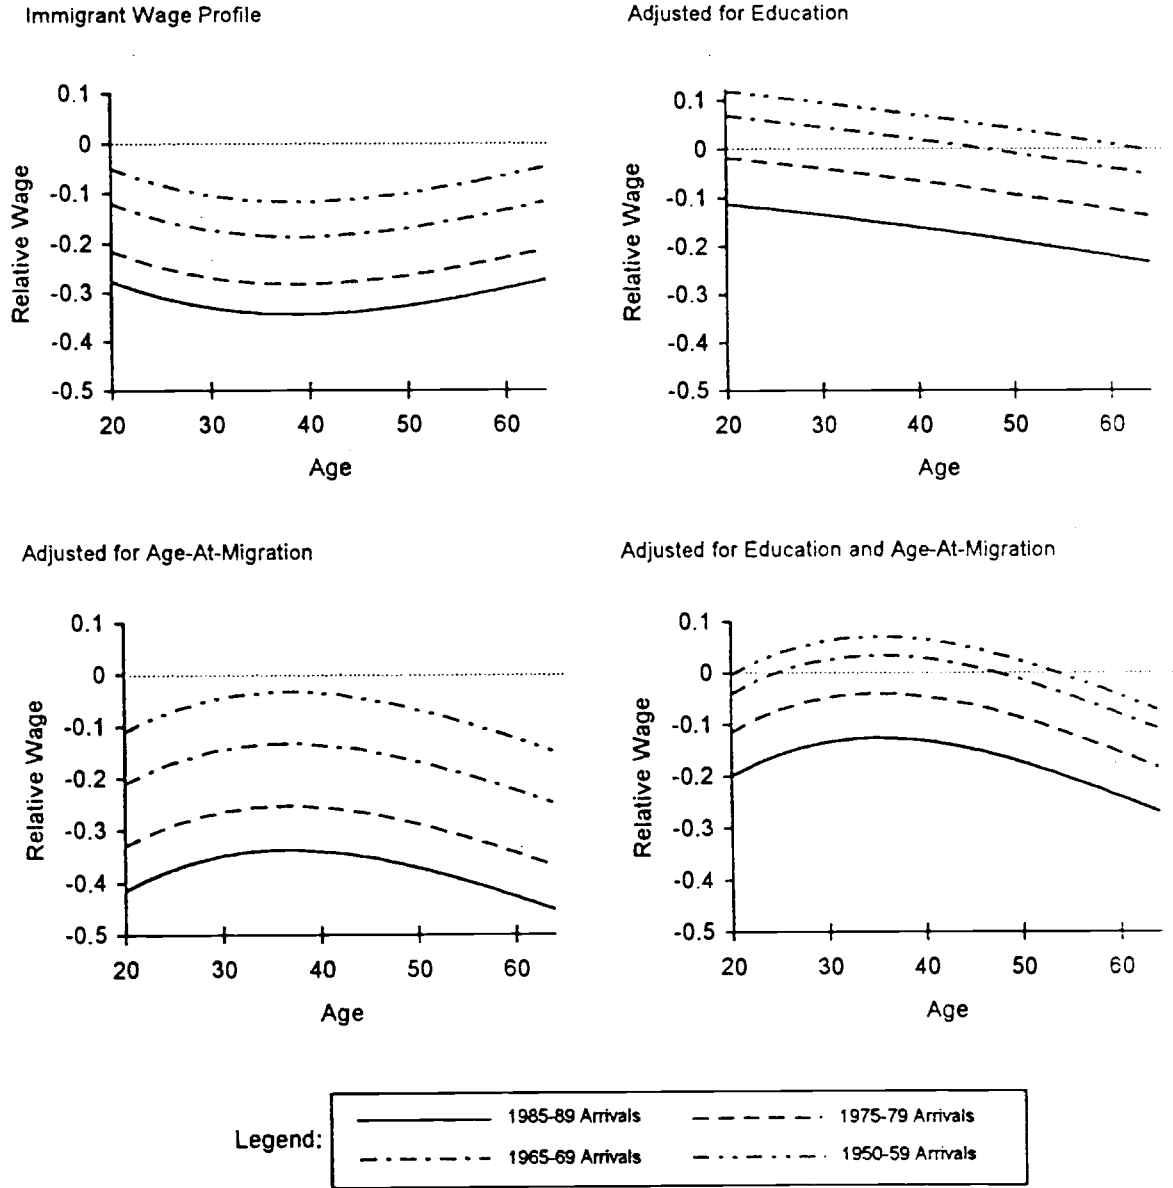 Immigrant Wage Profile
Adjusted for Education
0.1
0
-0.1
-0.2
-0.3
-0.4
-0.5
Relative Wage
20 30 40 50 60
Age
0.1
0
-0.1
-0.2
-0.3
-0.4
-0.5
Relative Wage
20 30 40 50 60
Age
Adjusted for Age-At-Migration
Adjusted for Education and Age-At-Migration
0.1
0
-0.1
-0.2
-0.3
-0.4
-0.5
Relative Wage
20 30 40 50 60
Age
0.1
0
-0.1
-0.2
-0.3
-0.4
-0.5
Relative Wage
20 30 40 50 60
Age
Legend:
1985-89 Arrivals
1975-79 Arrivals
1965-69 Arrivals
1950-59 Arrivals